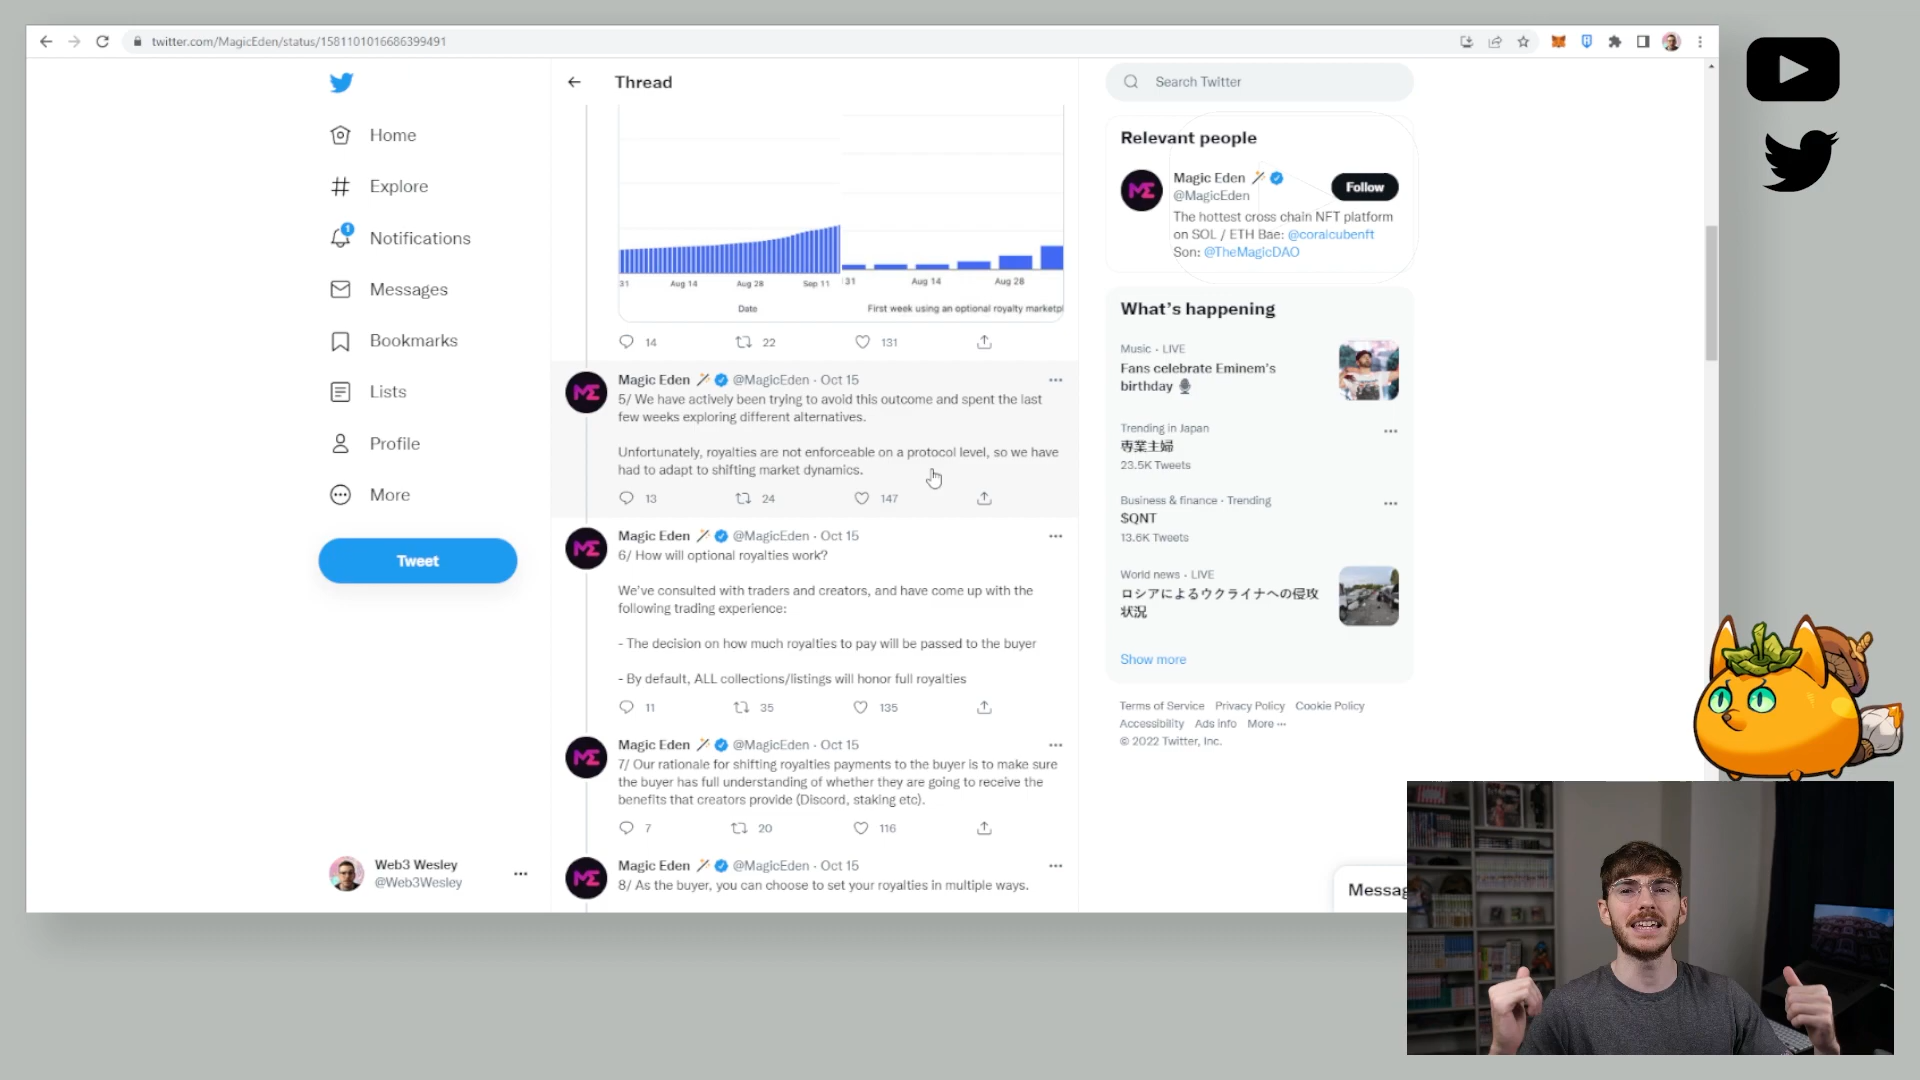 twitter.com/MagicEden/status/1581101016686399491
Home
Explore
1
Notifications
Messages
Bookmarks
Lists
Profile
More
Tweet
Web3 Wesley
@Web3Wesley
Thread
31
Aug 14
Aug 28
Sep 11
31
Aug 14
Aug 28
Date
First week using an optional royalty marketpl
14
22
131
Magic Eden @MagicEden · Oct 15
5/ We have actively been trying to avoid this outcome and spent the last
few weeks exploring different alternatives.
Unfortunately, royalties are not enforceable on a protocol level, so we have
had to adapt to shifting market dynamics.
13
24
147
Magic Eden @MagicEden · Oct 15
6/ How will optional royalties work?
We've consulted with traders and creators, and have come up with the
following trading experience:
- The decision on how much royalties to pay will be passed to the buyer
- By default, ALL collections/listings will honor full royalties
11
35
135
Magic Eden @MagicEden · Oct 15
7/ Our rationale for shifting royalties payments to the buyer is to make sure
the buyer has full understanding of whether they are going to receive the
benefits that creators provide (Discord, staking etc).
7
20
116
Magic Eden @MagicEden · Oct 15
8/ As the buyer, you can choose to set your royalties in multiple ways.
Search Twitter
Relevant people
Magic Eden
@MagicEden
Follow
The hottest cross chain NFT platform
on SOL / ETH Bae: @coralcubenft
Son: @TheMagicDAO
What's happening
Music · LIVE
Fans celebrate Eminem's
birthday
Trending in Japan
専業主婦
23.5K Tweets
Business & finance · Trending
$QNT
13.6K Tweets
World news · LIVE
ロシアによるウクライナへの侵攻
状況
Show more
Terms of Service Privacy Policy Cookie Policy
Accessibility Ads info More ···
© 2022 Twitter, Inc.
Messag